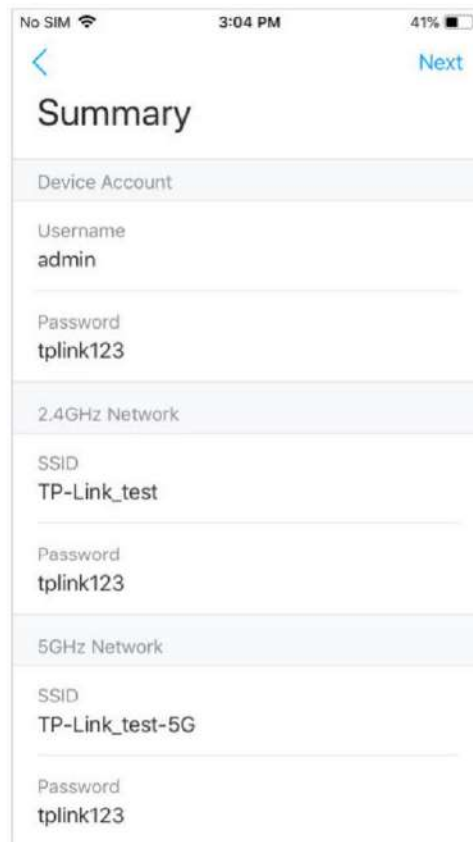 No SIM 3:04 PM 41%
Next
Summary
Device Account
Username
admin
Password
tplink123
2.4GHz Network
SSID
TP-Link_test
Password
tplink123
5GHz Network
SSID
TP-Link_test-5G
Password
tplink123